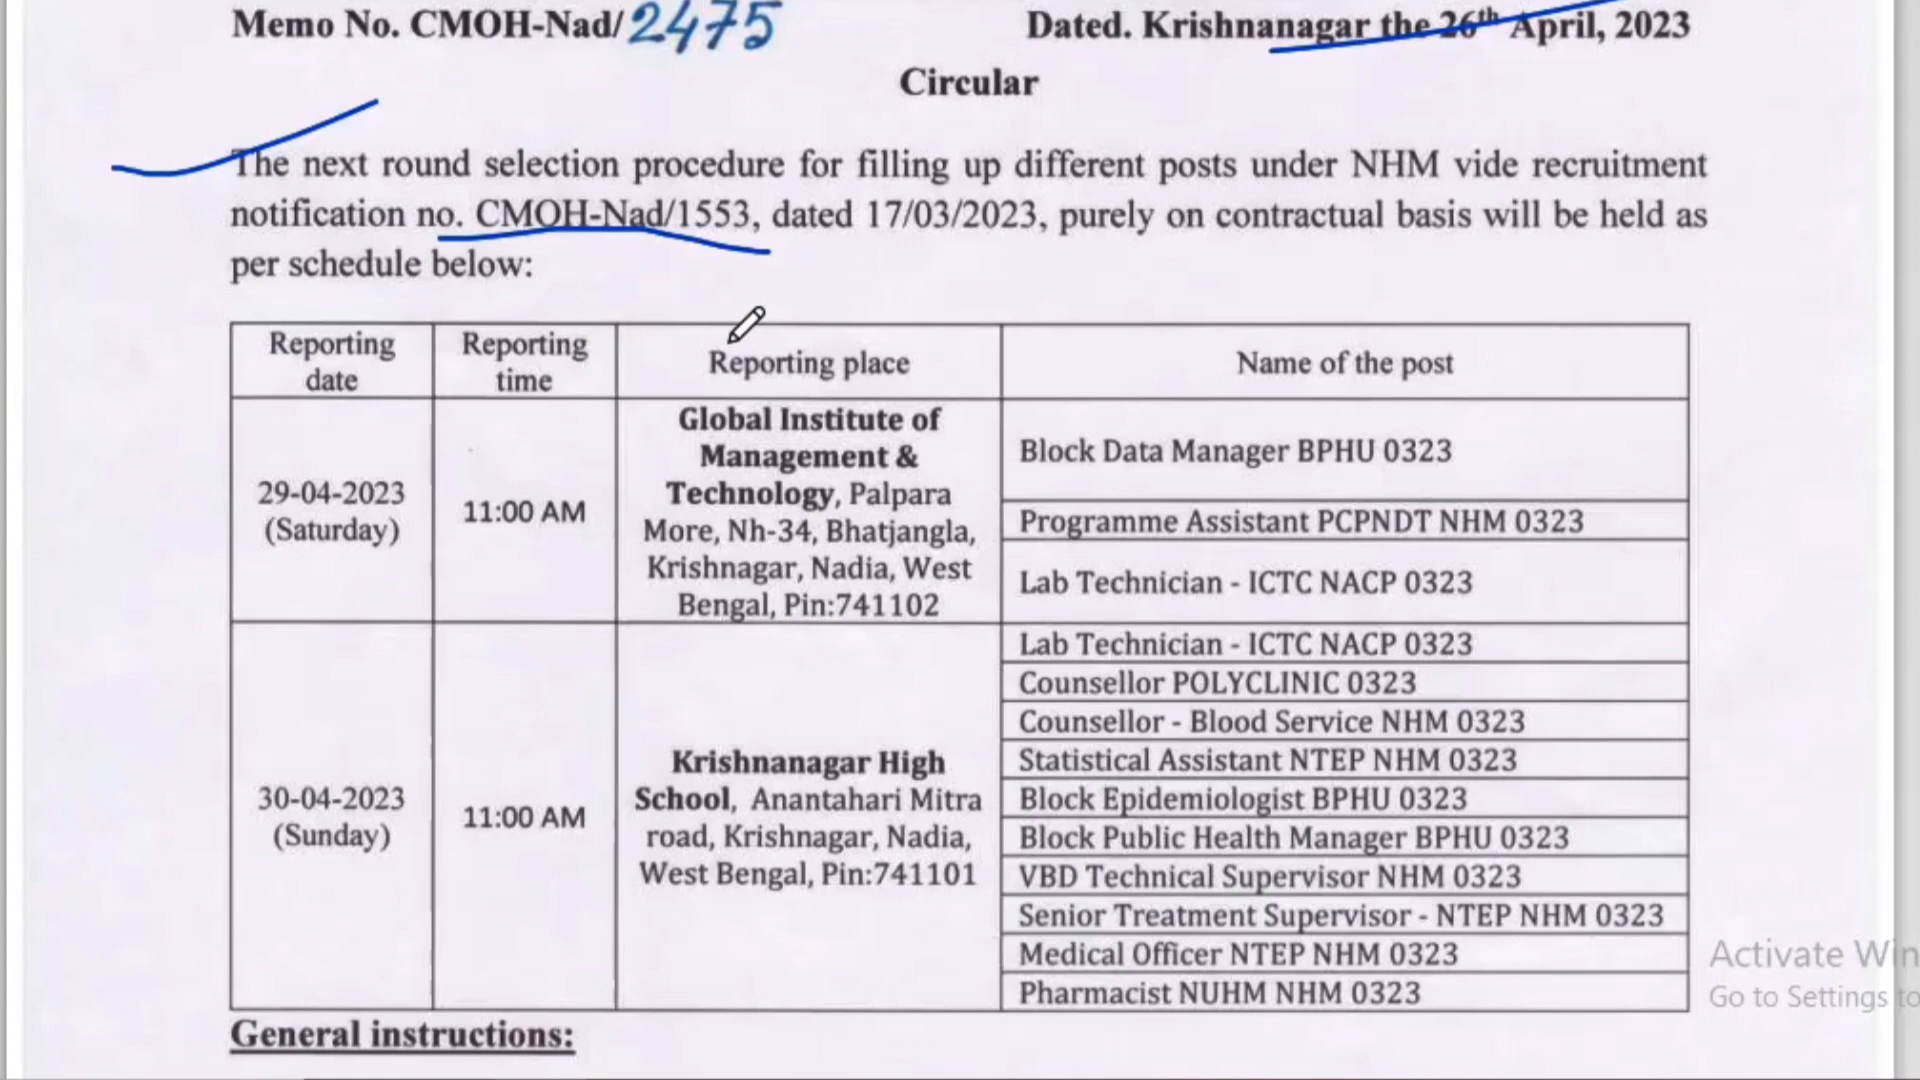 Memo No. CMOH-Nad/2475 Dated. Krishnanagar the 26th April, 2023
Circular
The next round selection procedure for filling up different posts under NHM vide recruitment
notification no. CMOH-Nad/1553, dated 17/03/2023, purely on contractual basis will be held as
per schedule below:
Reporting date Reporting time Reporting place Name of the post
29-04-2023
(Saturday)
11:00 AM
Global Institute of
Management &
Technology, Palpara
More, Nh-34, Bhatjangla,
Krishnagar, Nadia, West
Bengal, Pin:741102
Block Data Manager BPHU 0323
Programme Assistant PCPNDT NHM 0323
Lab Technician - ICTC NACP 0323
30-04-2023
(Sunday)
11:00 AM
Krishnanagar High
School, Anantahari Mitra
road, Krishnagar, Nadia,
West Bengal, Pin:741101
Lab Technician - ICTC NACP 0323
Counsellor POLYCLINIC 0323
Counsellor - Blood Service NHM 0323
Statistical Assistant NTEP NHM 0323
Block Epidemiologist BPHU 0323
Block Public Health Manager BPHU 0323
VBD Technical Supervisor NHM 0323
Senior Treatment Supervisor - NTEP NHM 0323
Medical Officer NTEP NHM 0323
Pharmacist NUHM NHM 0323
General instructions:
Activate Win
Go to Settings to